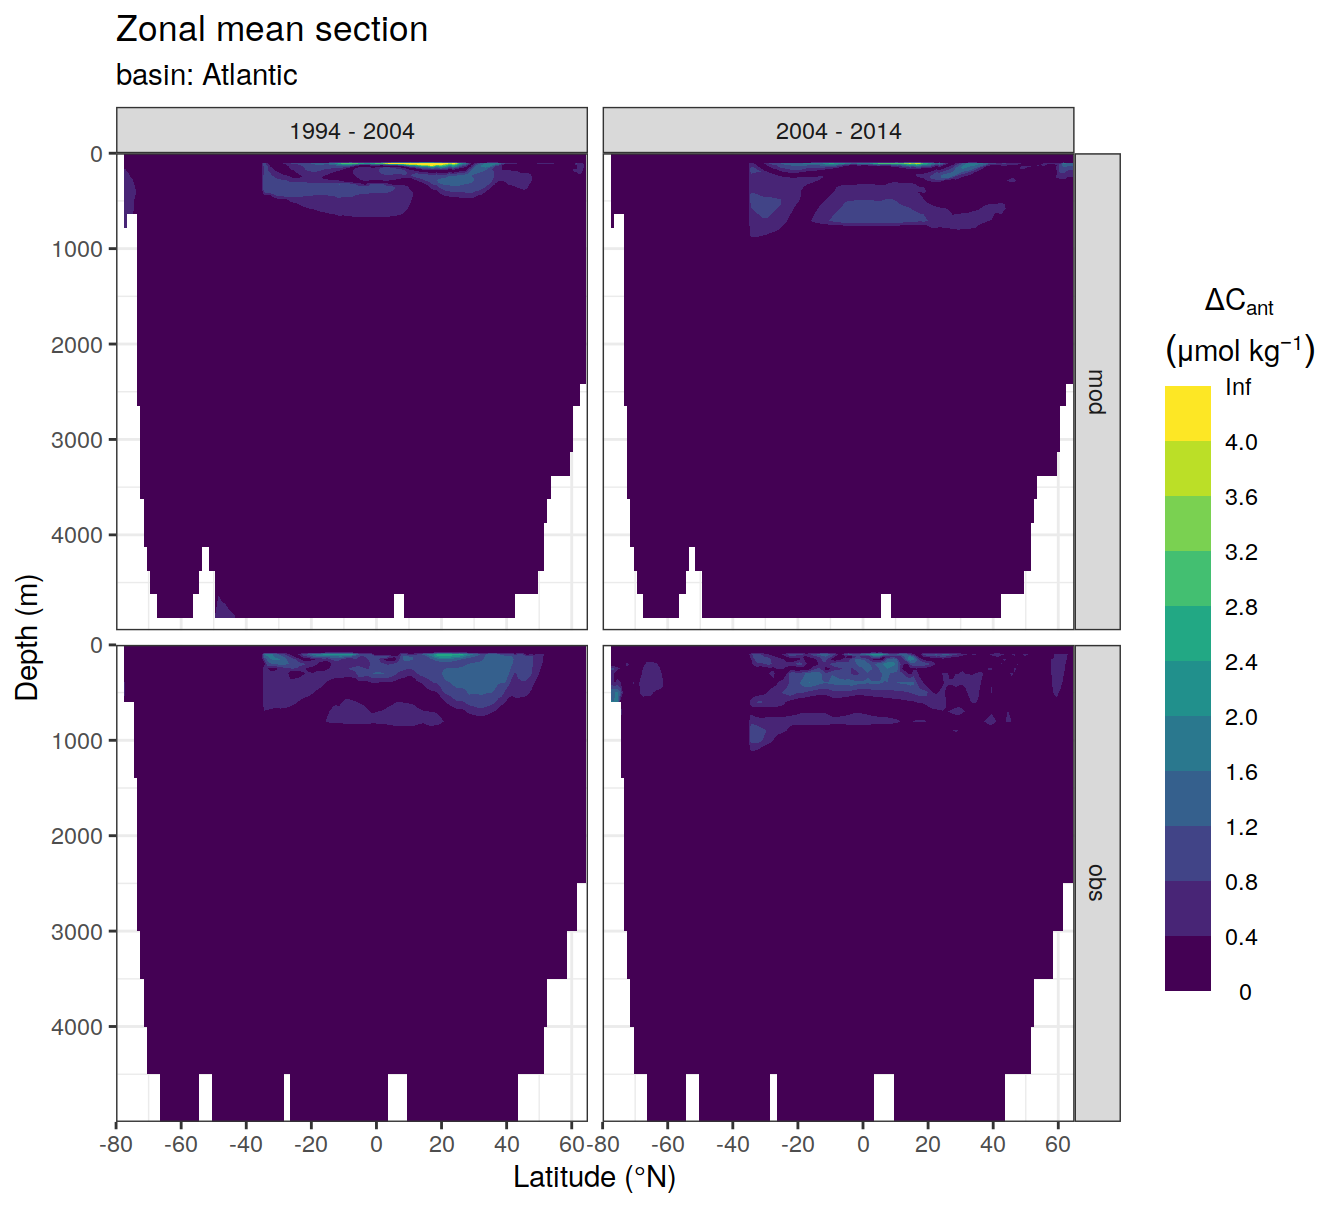 Zonal mean section
basin: Atlantic
1994 - 2004
2004 - 2014
0
1000
2000
3000
4000
mod
0
1000
2000
3000
4000
obs
Depth (m)
-80 -60 -40 -20 0 20 40 60
-80 -60 -40 -20 0 20 40 60
Latitude (°N)
ΔCant
(μmol kg⁻¹)
Inf
4.0
3.6
3.2
2.8
2.4
2.0
1.6
1.2
0.8
0.4
0